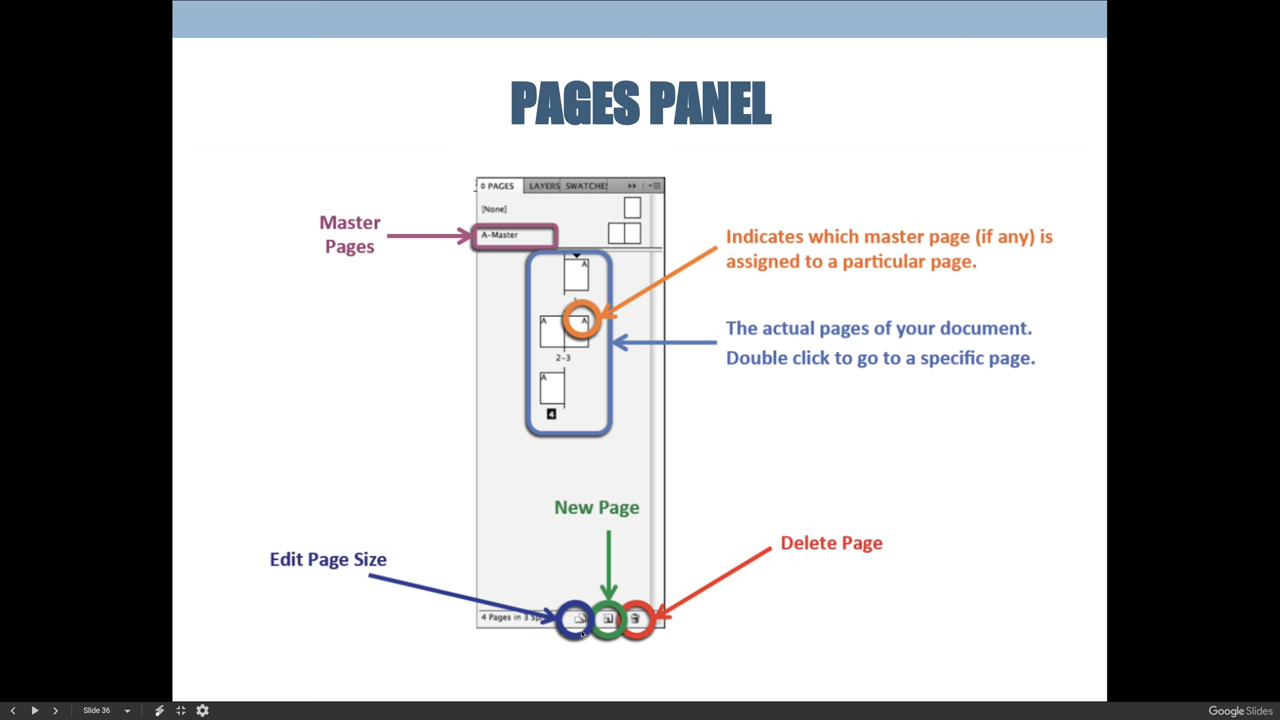 PAGES PANEL
PAGES LAYERS SWATCHES
[None]
Master
Pages
A-Master
Indicates which master page (if any) is
assigned to a particular page.
A
A
A
2-3
The actual pages of your document.
Double click to go to a specific page.
A
4
New Page
Delete Page
Edit Page Size
4 Pages in 3
Slide 36
Google Slides